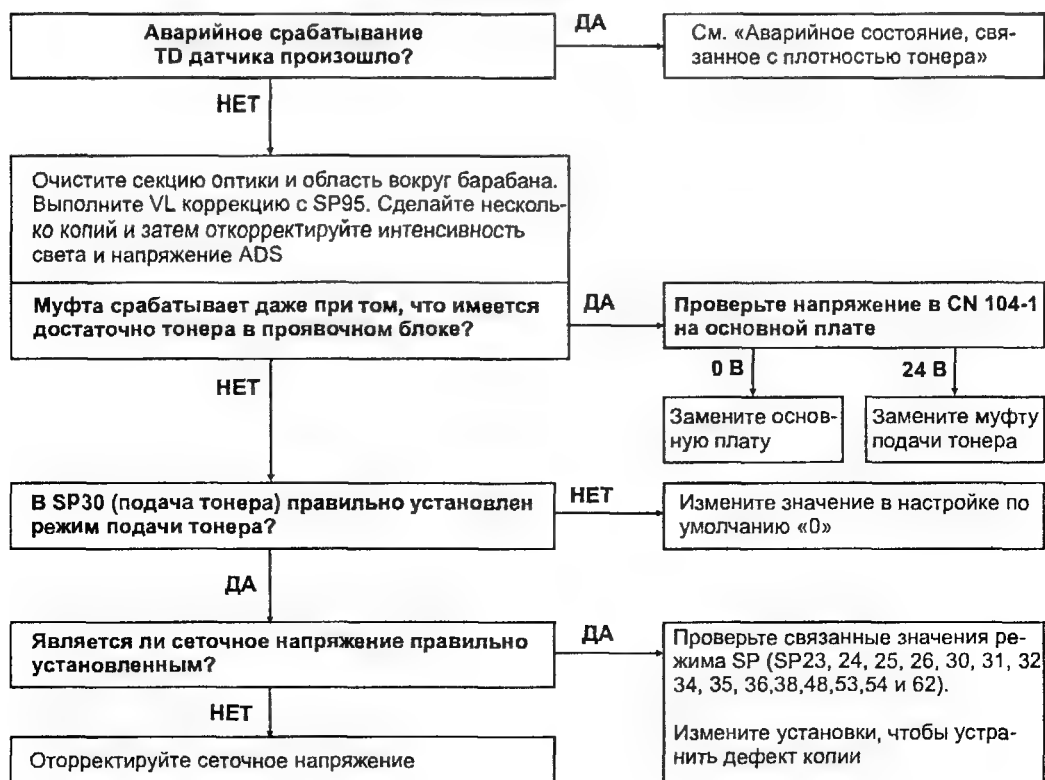 Аварийное срабатывание
TD датчика произошло?
ДА
См. «Аварийное состояние, свя-
занное с плотностью тонера»
НЕТ
Очистите секцию оптики и область вокруг барабана.
Выполните VL коррекцию с SP95. Сделайте несколь-
ко копий и затем откорректируйте интенсивность
света и напряжение ADS
Муфта срабатывает даже при том, что имеется
достаточно тонера в проявочном блоке?
ДА
Проверьте напряжение в CN 104-1
на основной плате
0 В
24 В
НЕТ
Замените основ-
ную плату
Замените муфту
подачи тонера
В SP30 (подача тонера) правильно установлен
режим подачи тонера?
НЕТ
Измените значение в настройке по
умолчанию «0»
ДА
Является ли сеточное напряжение правильно
установленным?
ДА
Проверьте связанные значения ре-
жима SP (SP23, 24, 25, 26, 30, 31, 32
34, 35, 36,38,48,53,54 и 62).
Измените установки, чтобы устра-
нить дефект копии
НЕТ
Оторректируйте сеточное напряжение